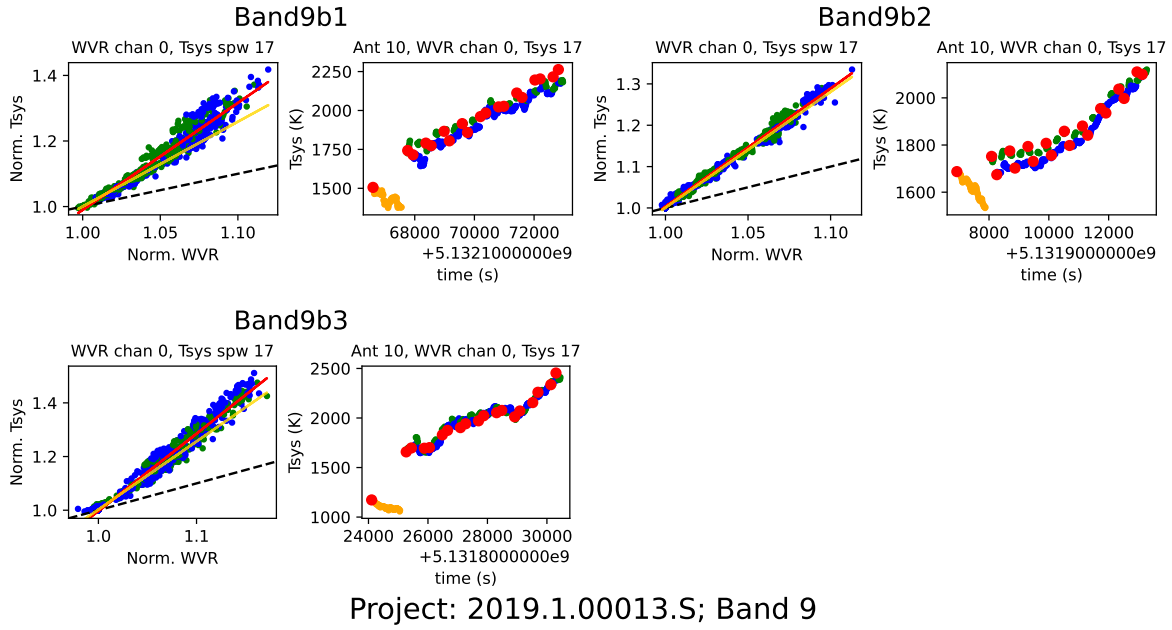 Band9b1
WVR chan 0, Tsys spw 17
Norm. Tsys
1.4
1.2
1.0
1.00 1.05 1.10
Norm. WVR
Ant 10, WVR chan 0, Tsys 17
Tsys (K)
2250
2000
1750
1500
68000 70000 72000
+5.1321000000e9
time (s)
Band9b2
WVR chan 0, Tsys spw 17
Norm. Tsys
1.3
1.2
1.1
1.0
1.00 1.05 1.10
Norm. WVR
Ant 10, WVR chan 0, Tsys 17
Tsys (K)
2000
1800
1600
8000 10000 12000
+5.1319000000e9
time (s)
Band9b3
WVR chan 0, Tsys spw 17
Norm. Tsys
1.4
1.2
1.0
1.0 1.1
Norm. WVR
Ant 10, WVR chan 0, Tsys 17
Tsys (K)
2500
2000
1500
1000
24000 26000 28000 30000
+5.1318000000e9
time (s)
Project: 2019.1.00013.S; Band 9